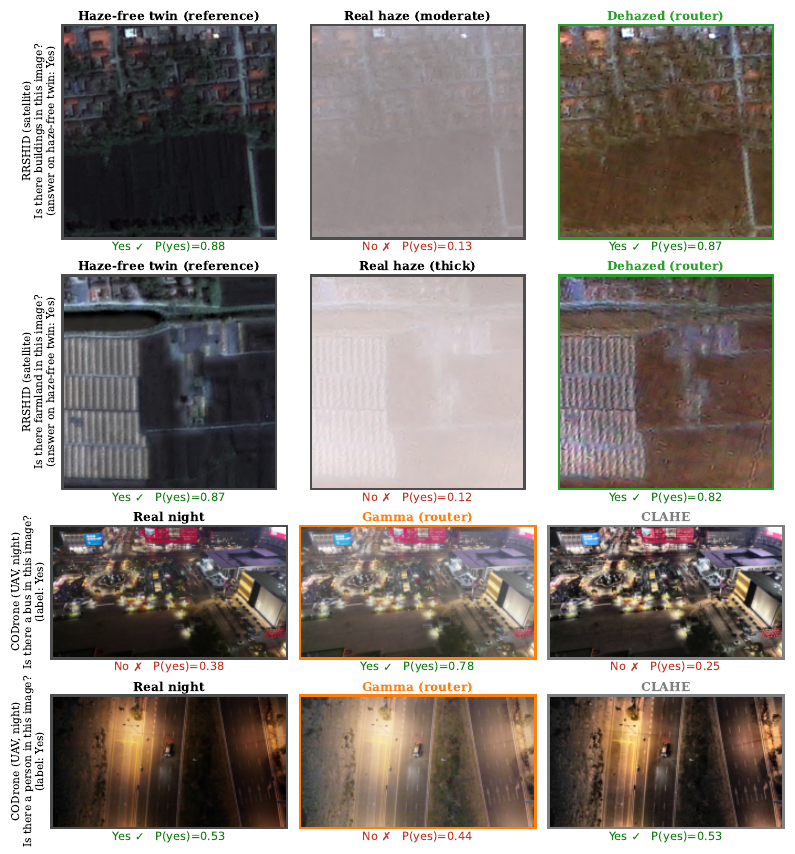 Haze-free twin (reference)
Real haze (moderate)
Dehazed (router)
RRSHID (satellite)
Is there buildings in this image?
(answer on haze-free twin: Yes)
Yes ✓ P(yes)=0.88
No ✗ P(yes)=0.13
Yes ✓ P(yes)=0.87
Haze-free twin (reference)
Real haze (thick)
Dehazed (router)
RRSHID (satellite)
Is there farmland in this image?
(answer on haze-free twin: Yes)
Yes ✓ P(yes)=0.87
No ✗ P(yes)=0.12
Yes ✓ P(yes)=0.82
Real night
Gamma (router)
CLAHE
CODrone (UAV, night)
Is there a bus in this image?
(label: Yes)
No ✗ P(yes)=0.38
Yes ✓ P(yes)=0.78
No ✗ P(yes)=0.25
Real night
Gamma (router)
CLAHE
CODrone (UAV, night)
Is there a person in this image?
(label: Yes)
Yes ✓ P(yes)=0.53
No ✗ P(yes)=0.44
Yes ✓ P(yes)=0.53